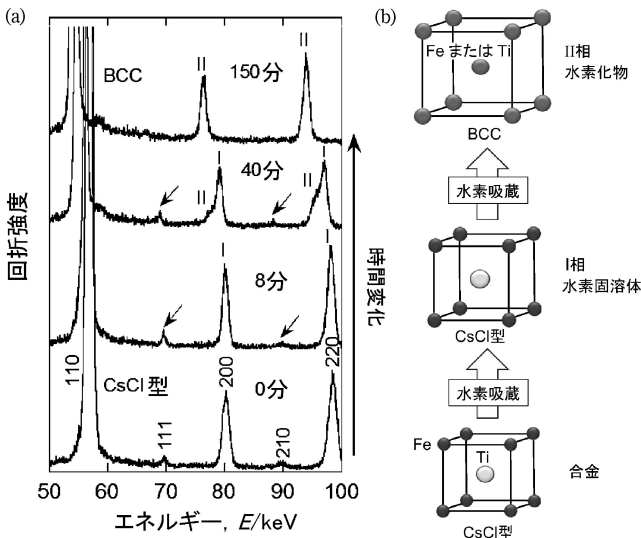 (a)
回折強度
BCC
150分
II
II
40分
I
II
I
II
8分
I
I
CsCl型
0分
110
111
200
210
220
50
60
70
80
90
100
エネルギー, E/keV
時間変化
(b)
Fe または Ti
BCC
II相
水素化物
水素吸蔵
CsCl型
I相
水素固溶体
水素吸蔵
Fe
Ti
CsCl型
合金